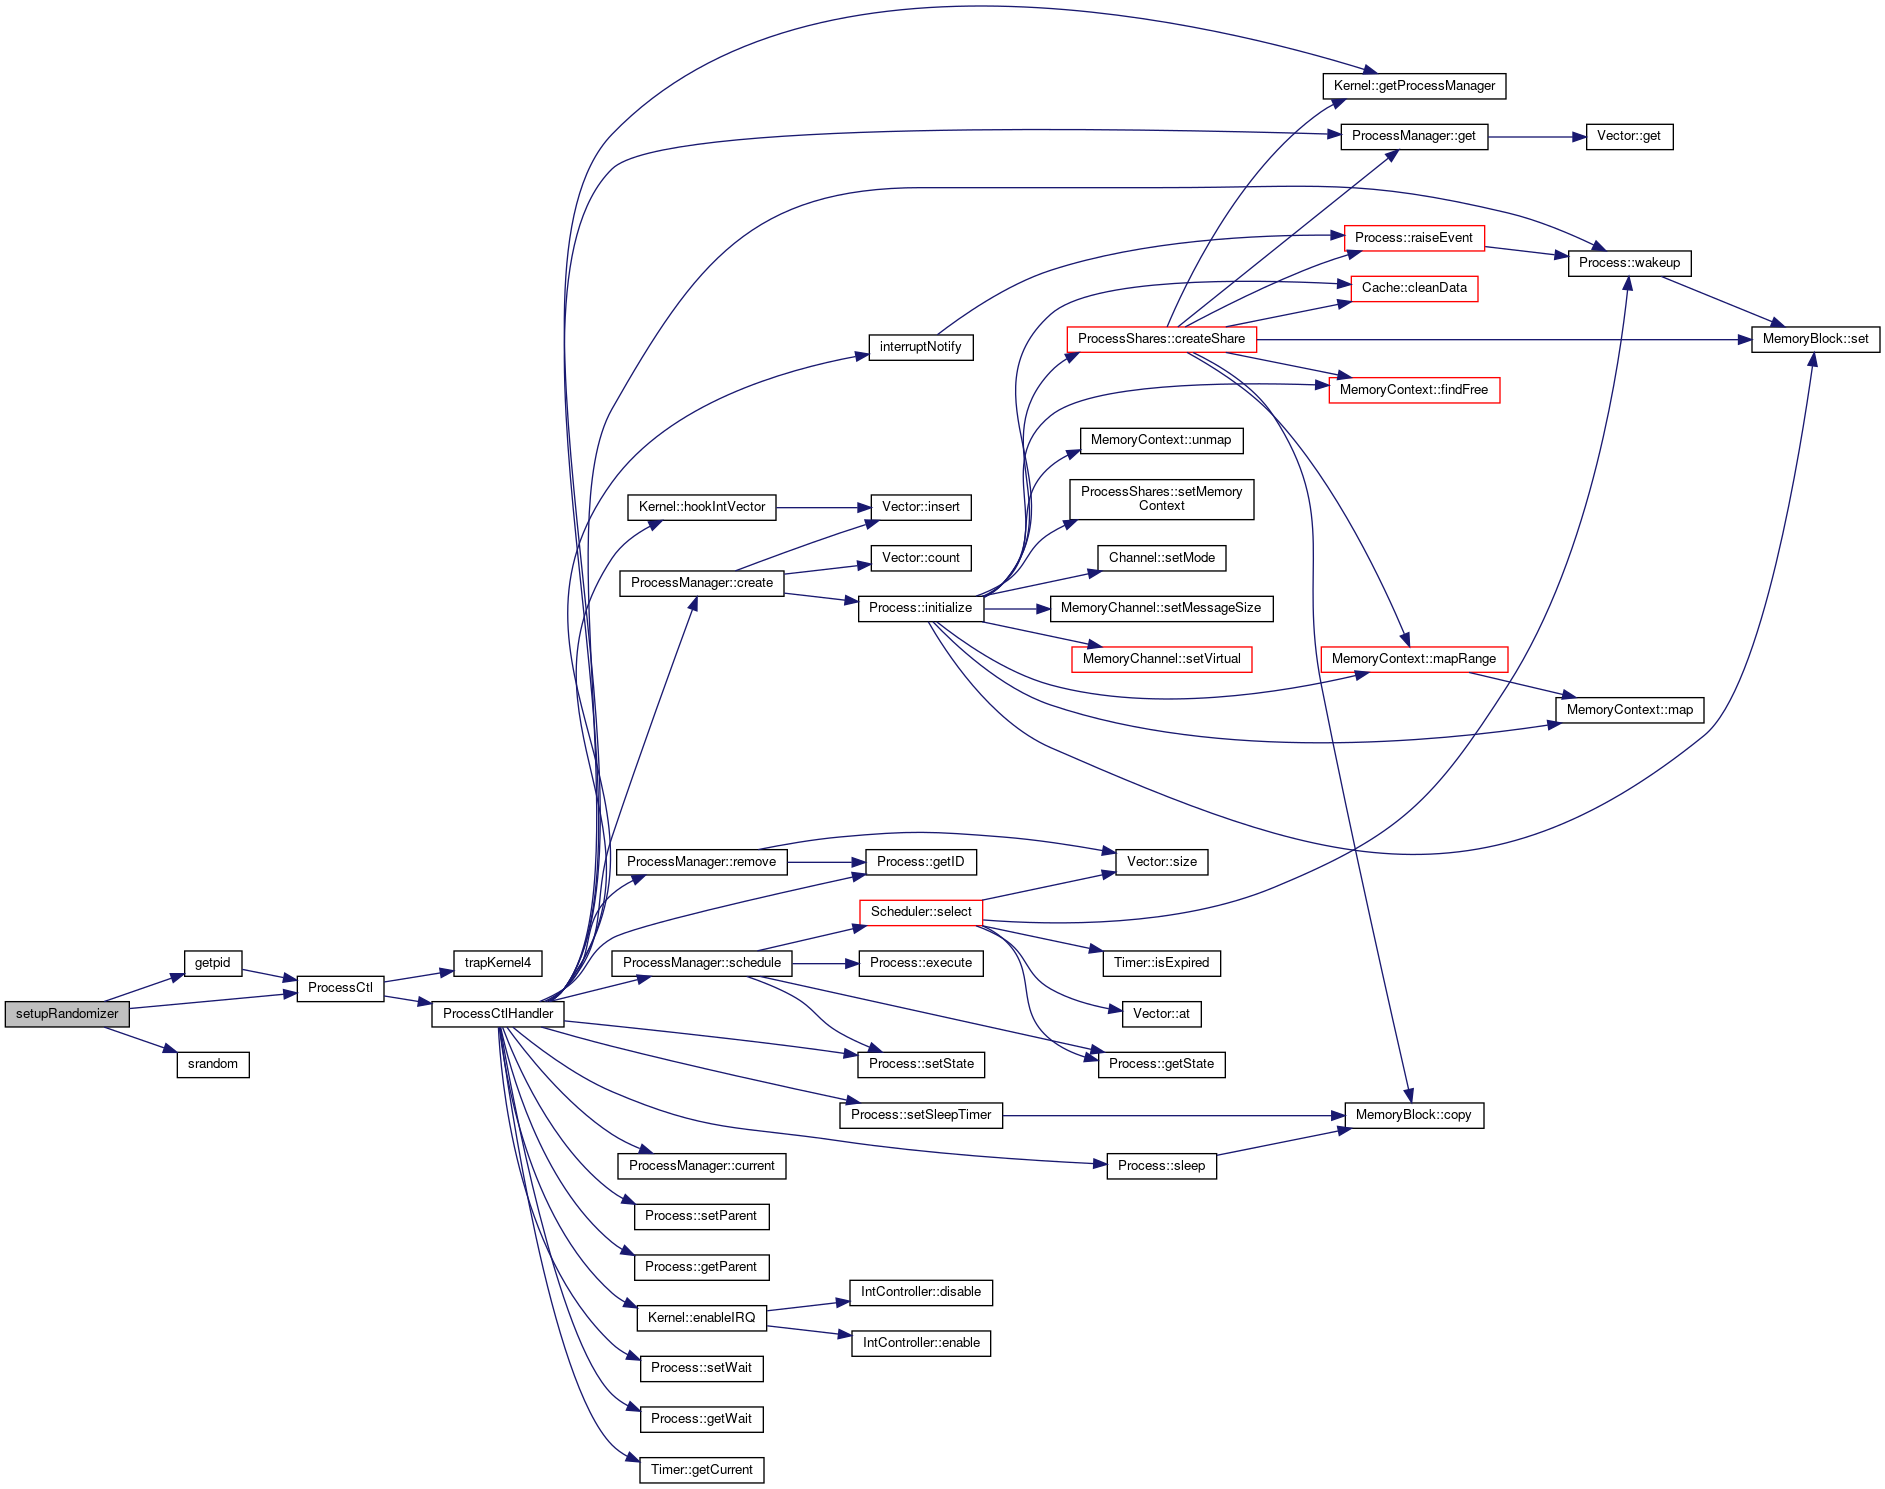 Kernel::getProcessManager
ProcessManager::get
Vector::get
Process::raiseEvent
Process::wakeup
Cache::cleanData
interruptNotify
ProcessShares::createShare
MemoryBlock::set
MemoryContext::findFree
MemoryContext::unmap
ProcessShares::setMemory
Context
Kernel::hookIntVector
Vector::insert
Vector::count
Channel::setMode
ProcessManager::create
Process::initialize
MemoryChannel::setMessageSize
MemoryChannel::setVirtual
MemoryContext::mapRange
MemoryContext::map
ProcessManager::remove
Process::getID
Vector::size
Scheduler::select
getpid
trapKernel4
ProcessManager::schedule
Process::execute
Timer::isExpired
ProcessCtl
setupRandomizer
ProcessCtlHandler
Vector::at
srandom
Process::setState
Process::getState
Process::setSleepTimer
MemoryBlock::copy
ProcessManager::current
Process::sleep
Process::setParent
Process::getParent
IntController::disable
Kernel::enableIRQ
IntController::enable
Process::setWait
Process::getWait
Timer::getCurrent